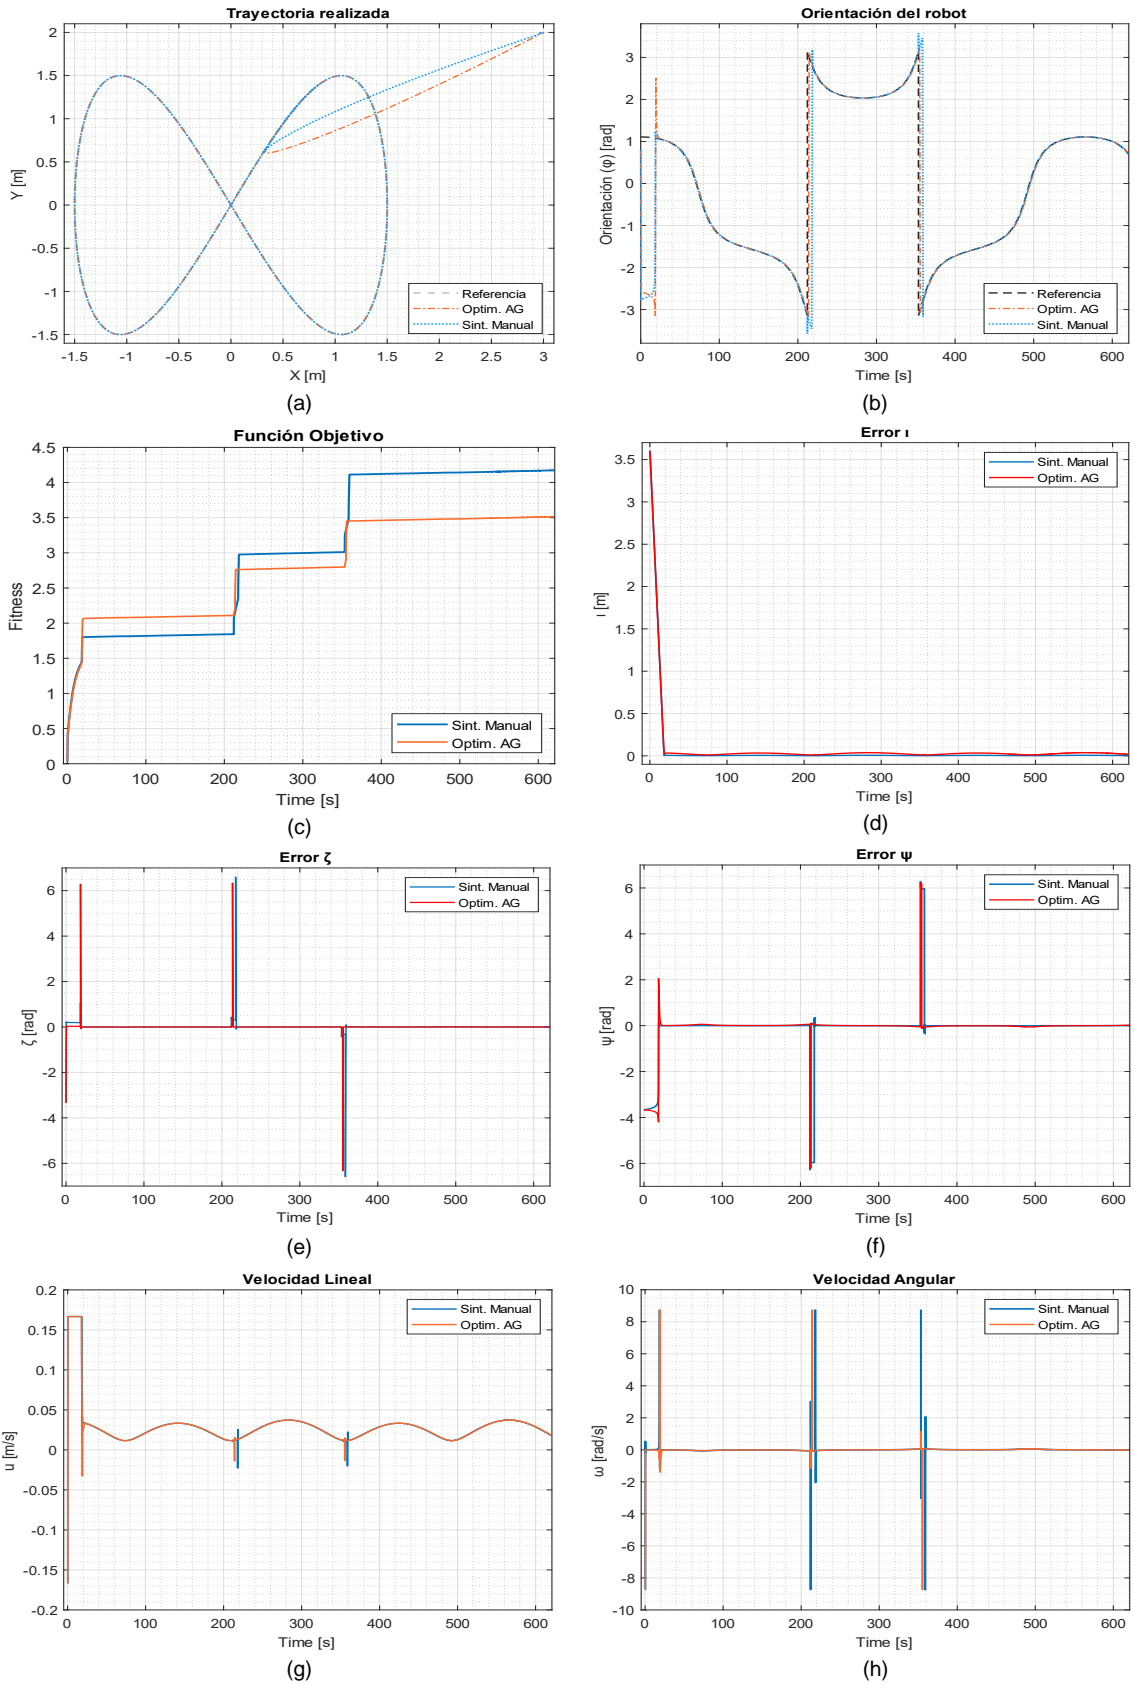 Trayectoria realizada
2
1.5
1
0.5
0
-0.5
-1
-1.5
Y [m]
-1.5 -1 -0.5 0 0.5 1 1.5 2 2.5 3
X [m]
Referencia
Optim. AG
Sint. Manual
(a)
Orientación del robot
3
2
1
0
-1
-2
-3
Orientación (φ) [rad]
0 100 200 300 400 500 600
Time [s]
Referencia
Optim. AG
Sint. Manual
(b)
Función Objetivo
4.5
4
3.5
3
2.5
2
1.5
1
0.5
0
Fitness
0 100 200 300 400 500 600
Time [s]
Sint. Manual
Optim. AG
(c)
Error ι
3.5
3
2.5
2
1.5
1
0.5
0
ι [m]
0 100 200 300 400 500 600
Time [s]
Sint. Manual
Optim. AG
(d)
Error ζ
6
4
2
0
-2
-4
-6
ζ [rad]
0 100 200 300 400 500 600
Time [s]
Sint. Manual
Optim. AG
(e)
Error ψ
6
4
2
0
-2
-4
-6
ψ [rad]
0 100 200 300 400 500 600
Time [s]
Sint. Manual
Optim. AG
(f)
Velocidad Lineal
0.2
0.15
0.1
0.05
0
-0.05
-0.1
-0.15
-0.2
u [m/s]
0 100 200 300 400 500 600
Time [s]
Sint. Manual
Optim. AG
(g)
Velocidad Angular
10
8
6
4
2
0
-2
-4
-6
-8
-10
ω [rad/s]
0 100 200 300 400 500 600
Time [s]
Sint. Manual
Optim. AG
(h)